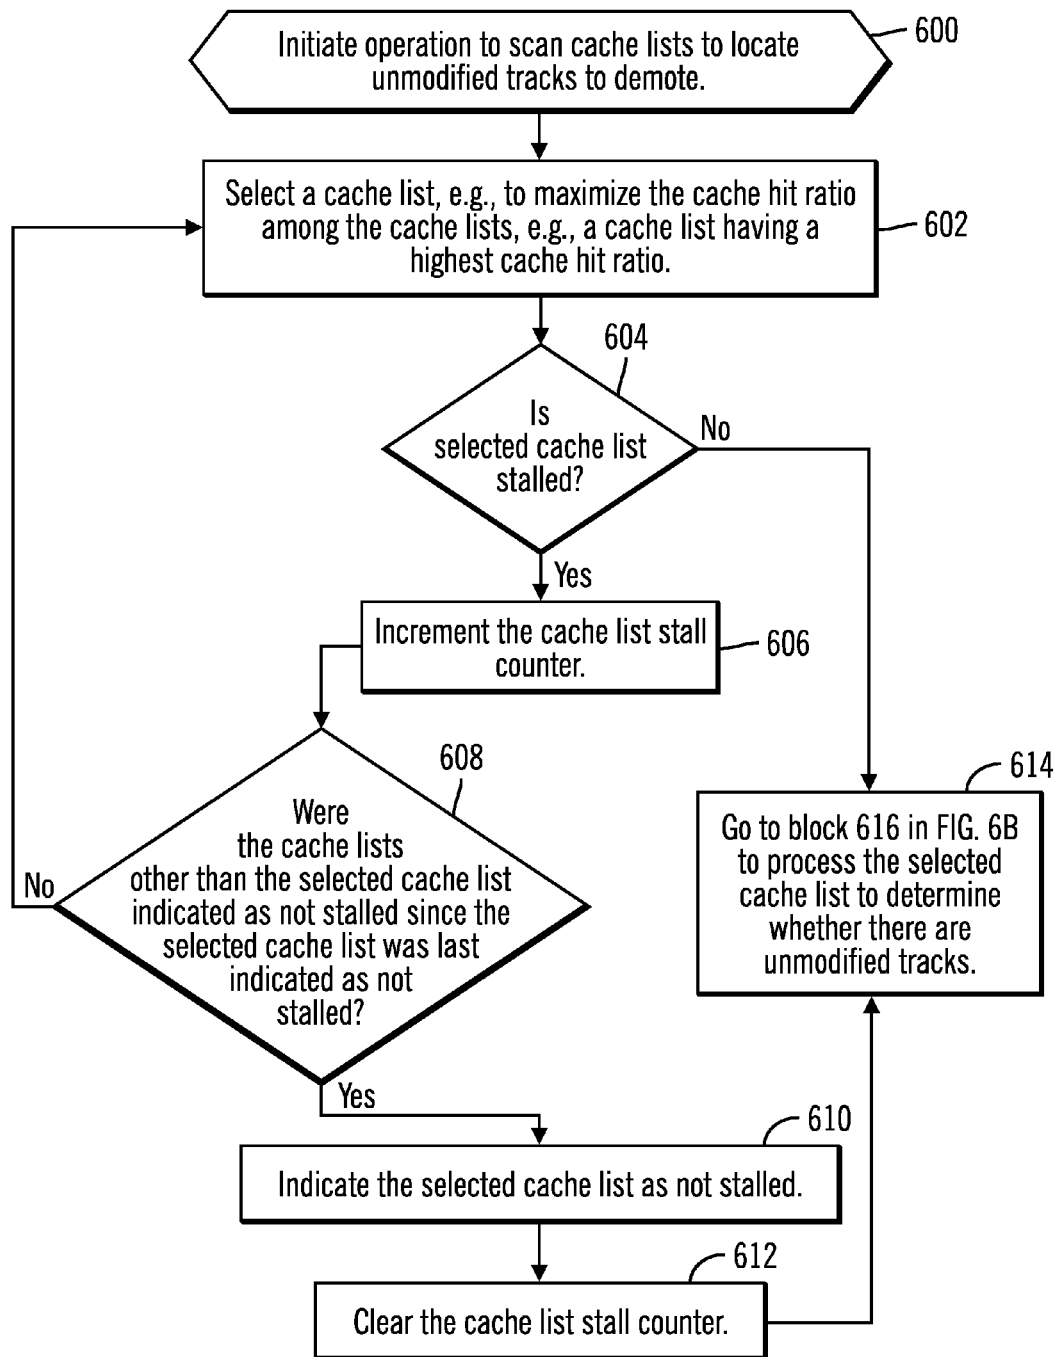 Initiate operation to scan cache lists to locate
unmodified tracks to demote.
600
Select a cache list, e.g., to maximize the cache hit ratio
among the cache lists, e.g., a cache list having a
highest cache hit ratio.
602
604
Is
selected cache list
stalled?
No
Yes
Increment the cache list stall
counter.
606
608
Were
the cache lists
other than the selected cache list
indicated as not stalled since the
selected cache list was last
indicated as not
stalled?
No
Yes
614
Go to block 616 in FIG. 6B
to process the selected
cache list to determine
whether there are
unmodified tracks.
610
Indicate the selected cache list as not stalled.
612
Clear the cache list stall counter.